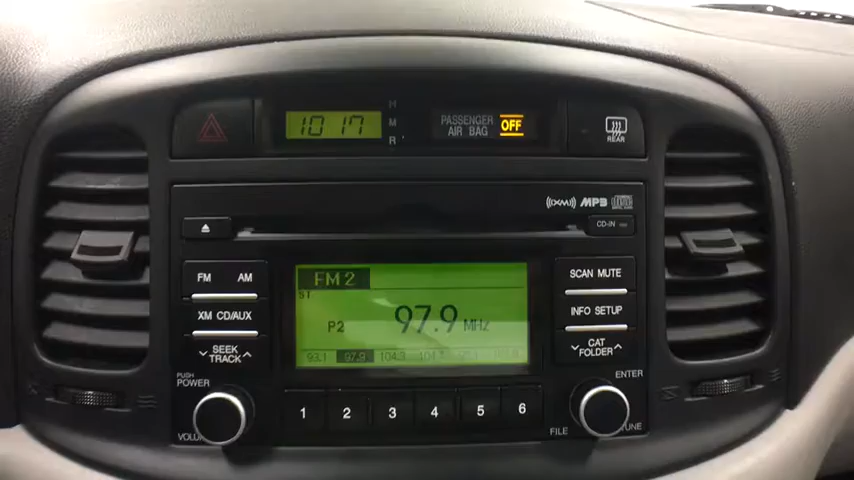 10 17
H
M
R
PASSENGER
AIR BAG OFF
REAR
((XM)) MP3
CD-IN
FM AM
XM CD/AUX
SEEK
TRACK
PUSH
POWER
FM 2
ST
P2
97.9 MHz
93.1 97.9 104.3
1 2 3 4 5 6
SCAN MUTE
INFO SETUP
CAT
FOLDER
ENTER
FILE
TUNE